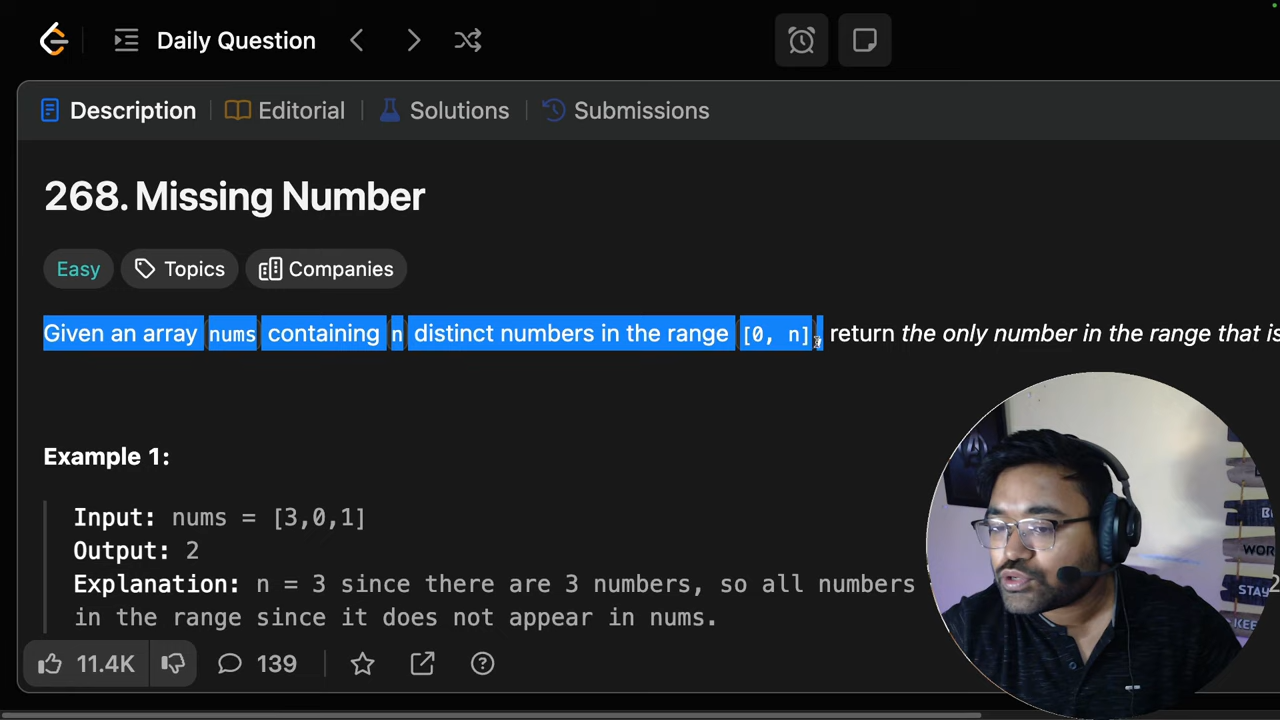 Daily Question
Description
Editorial
Solutions
Submissions
268. Missing Number
Easy
Topics
Companies
Given an array nums containing n distinct numbers in the range [0, n], return the only number in the range that is
Example 1:
Input: nums = [3,0,1]
Output: 2
Explanation: n = 3 since there are 3 numbers, so all numbers
in the range since it does not appear in nums.
11.4K
139
STAY